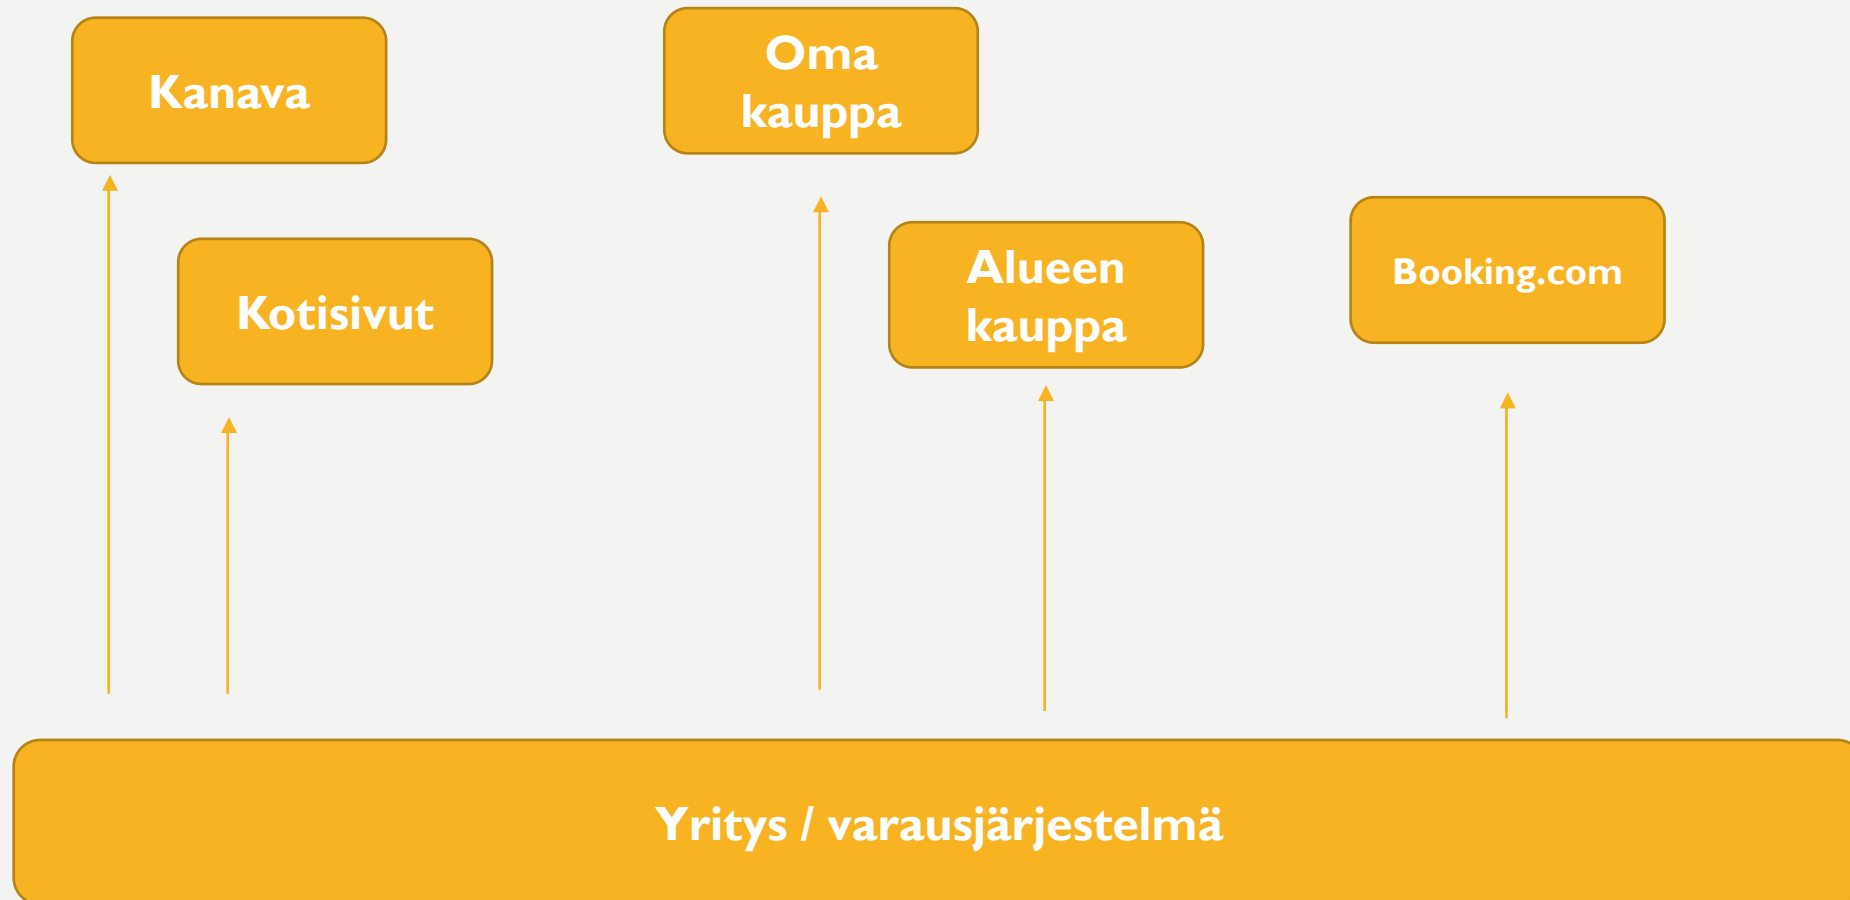 Kanava
Oma
kauppa
Kotisivut
Alueen
kauppa
Booking.com
Yritys / varausjärjestelmä